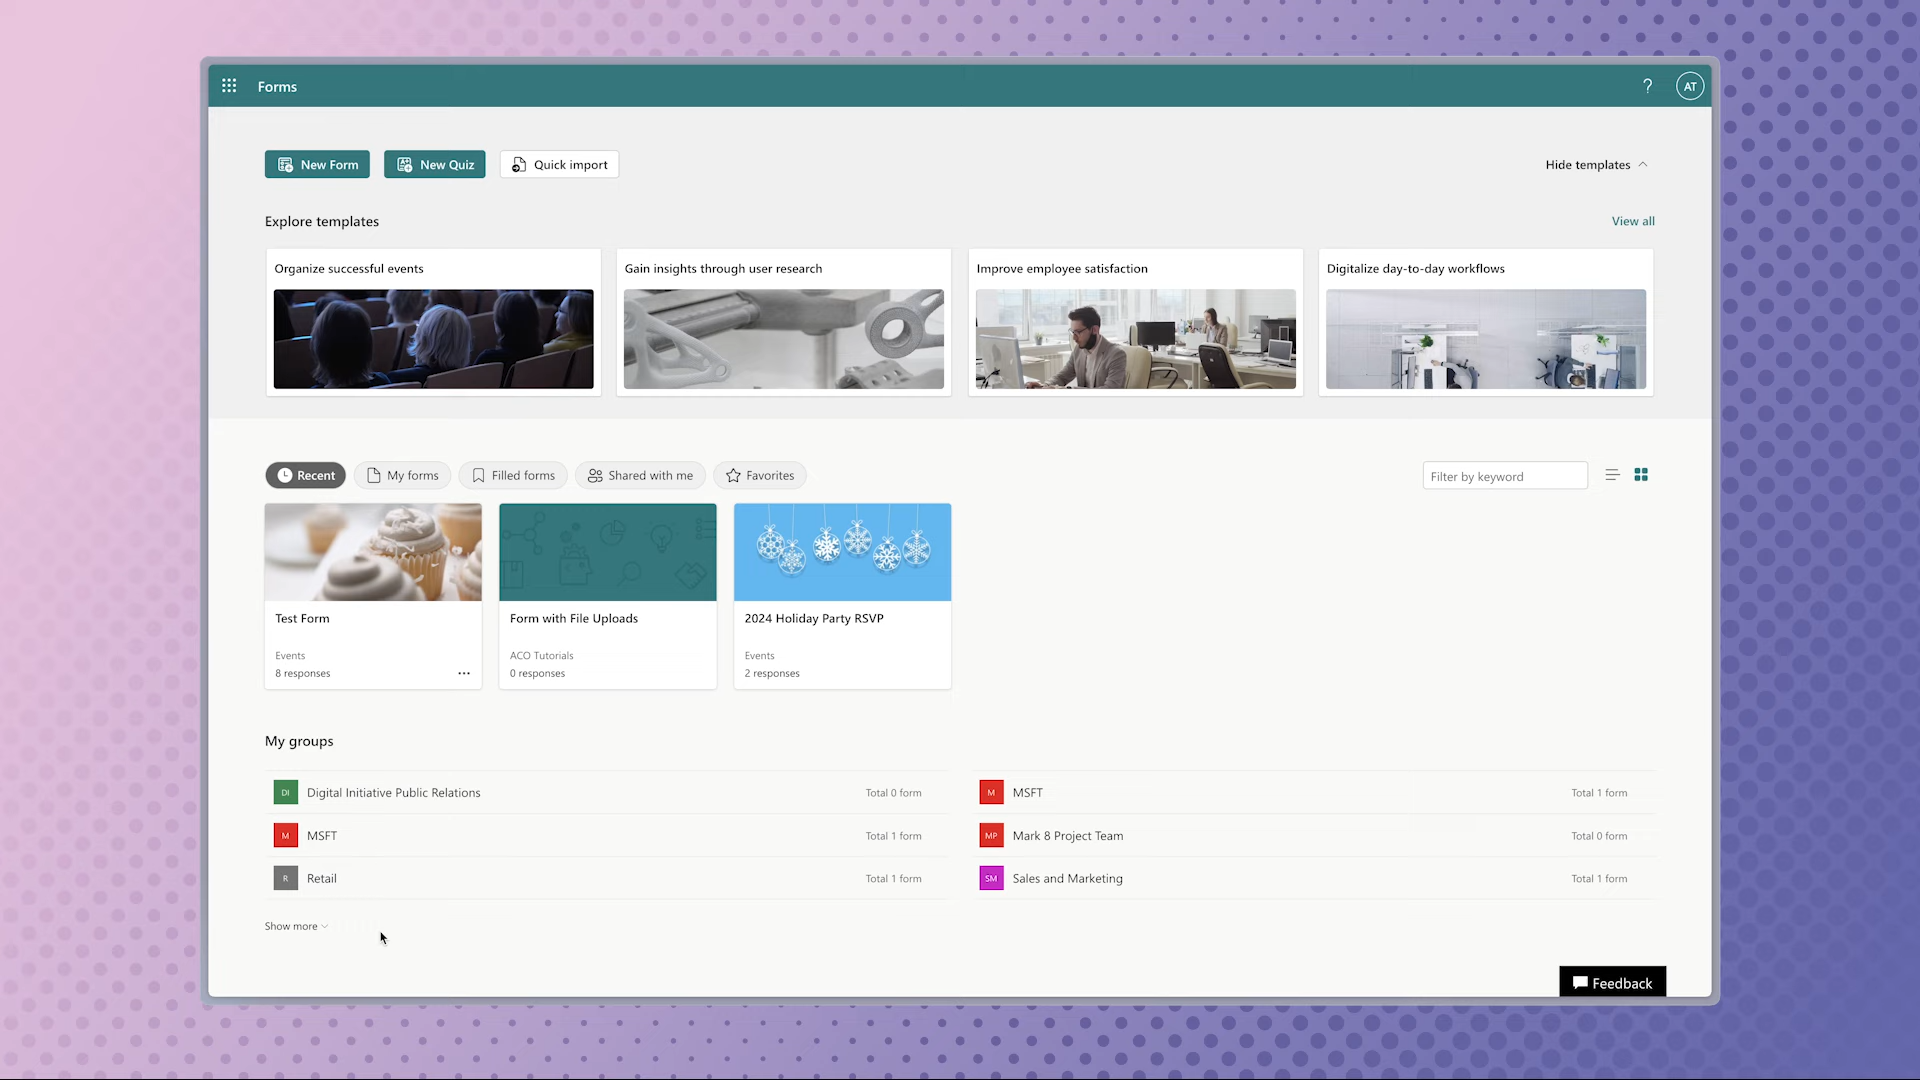 Forms
?
AT
New Form
New Quiz
Quick import
Hide templates
Explore templates
View all
Organize successful events
Gain insights through user research
Improve employee satisfaction
Digitalize day-to-day workflows
Recent
My forms
Filled forms
Shared with me
Favorites
Filter by keyword
Test Form
Events
8 responses
Form with File Uploads
ACO Tutorials
0 responses
2024 Holiday Party RSVP
Events
2 responses
My groups
DI Digital Initiative Public Relations Total 0 form
M MSFT Total 1 form
M MSFT Total 1 form
MP Mark 8 Project Team Total 0 form
R Retail Total 1 form
SM Sales and Marketing Total 1 form
Show more
Feedback